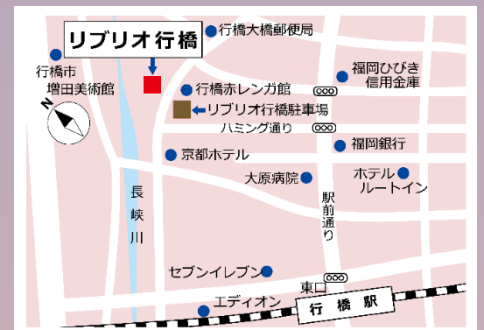 リブリオ行橋
行橋大橋郵便局
行橋市
増田美術館
N
行橋赤レンガ館
リブリオ行橋駐車場
ハミング通り
福岡ひびき
信用金庫
福岡銀行
京都ホテル
大原病院
ホテル
ルートイン
長峡川
駅前通り
セブンイレブン
東口
エディオン
行橋駅